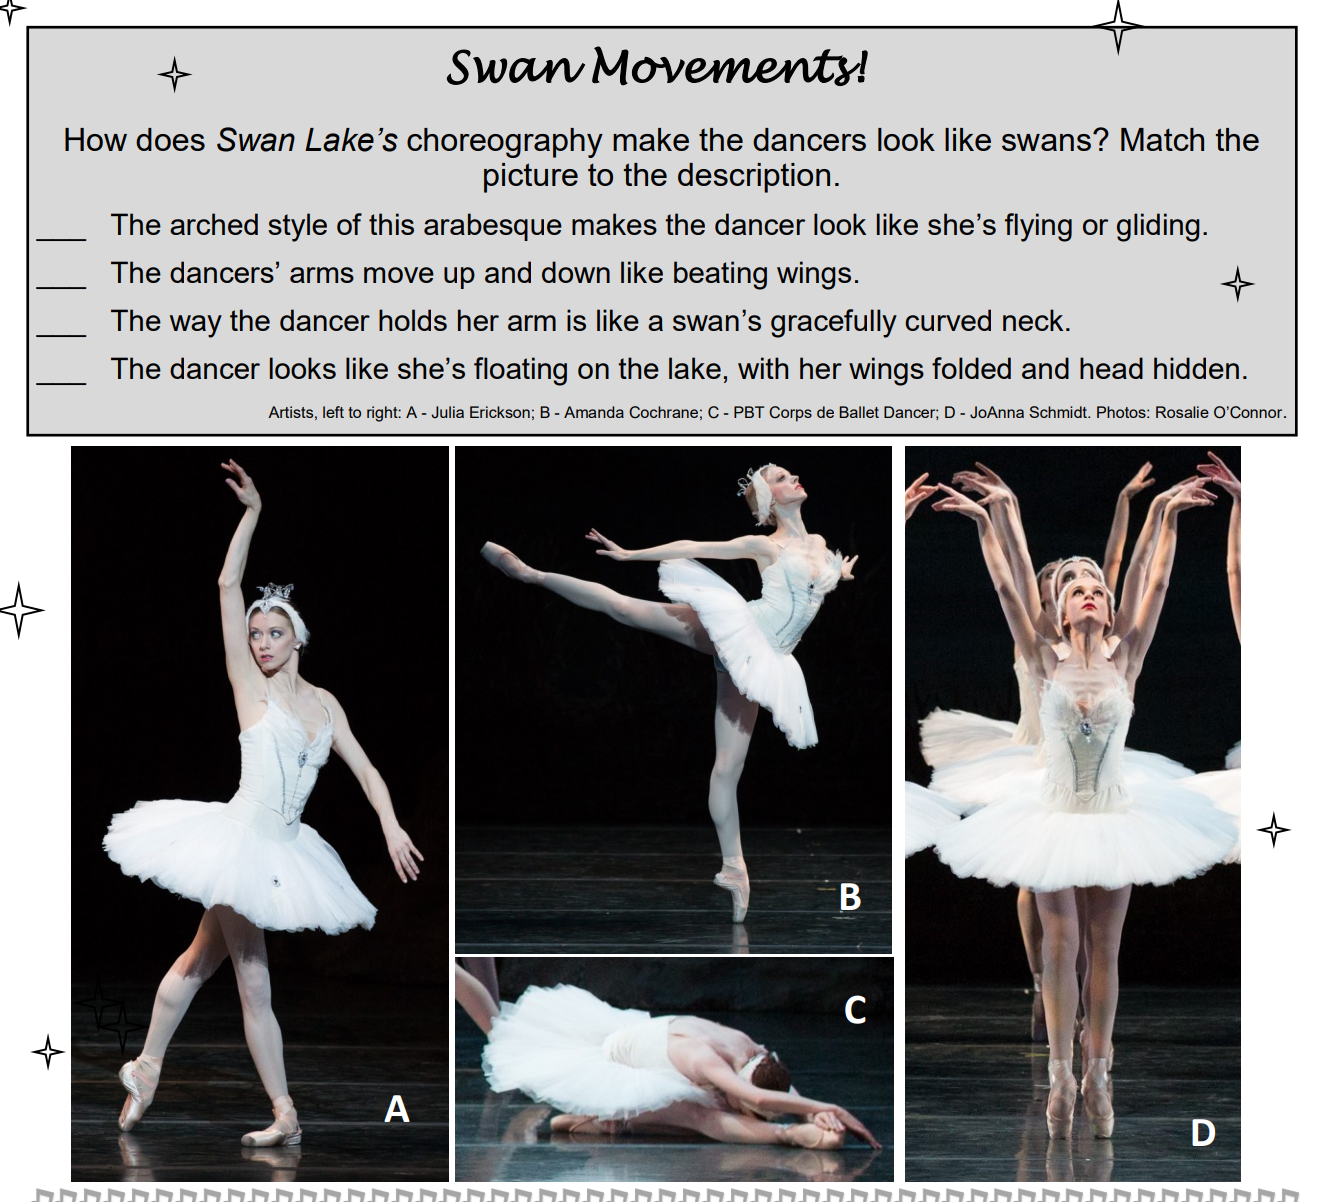 Swan Movements!
How does Swan Lake’s choreography make the dancers look like swans? Match the
picture to the description.
___ The arched style of this arabesque makes the dancer look like she’s flying or gliding.
___ The dancers’ arms move up and down like beating wings.
___ The way the dancer holds her arm is like a swan’s gracefully curved neck.
___ The dancer looks like she’s floating on the lake, with her wings folded and head hidden.
Artists, left to right: A - Julia Erickson; B - Amanda Cochrane; C - PBT Corps de Ballet Dancer; D - JoAnna Schmidt. Photos: Rosalie O’Connor.
A
B
C
D